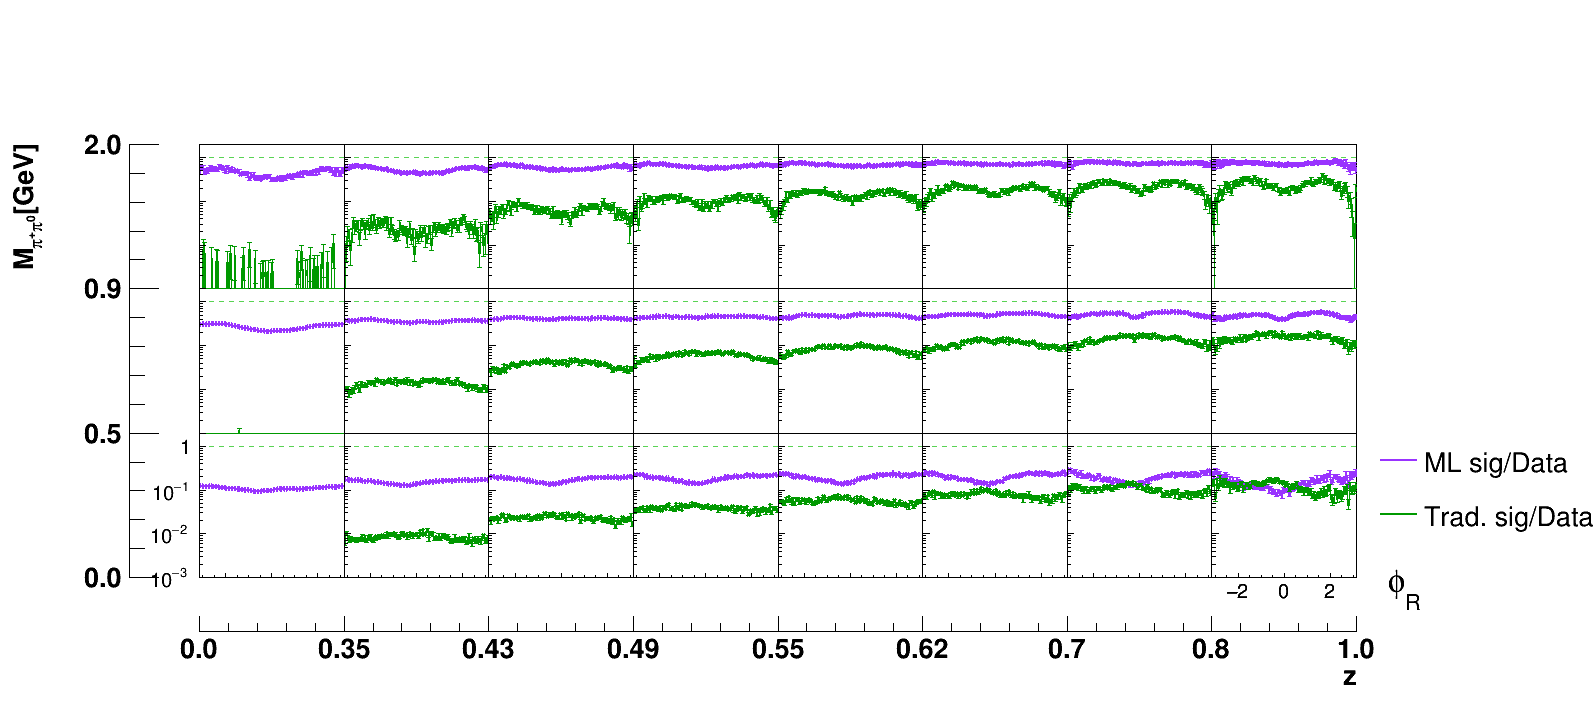 M_{π⁺π⁰}[GeV]
2.0
0.9
0.5
0.0
1
10⁻¹
10⁻²
10⁻³
ML sig/Data
Trad. sig/Data
−2 0 2
ϕ_R
0.0 0.35 0.43 0.49 0.55 0.62 0.7 0.8 1.0
z